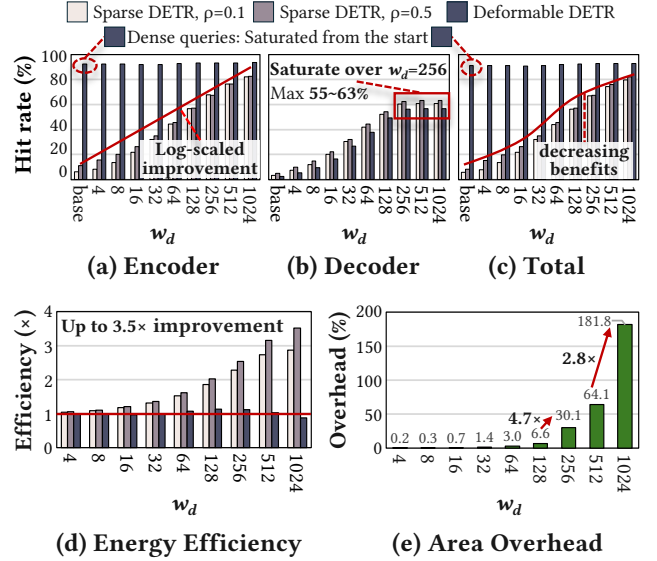 Sparse DETR, ρ=0.1 Sparse DETR, ρ=0.5 Deformable DETR
Dense queries: Saturated from the start
Hit rate (%)
100
80
60
40
20
0
Log-scaled
improvement
base 4 8 16 32 64 128 256 512 1024
w_d
(a) Encoder
Saturate over w_d=256
Max 55~63%
base 4 8 16 32 64 128 256 512 1024
w_d
(b) Decoder
decreasing
benefits
base 4 8 16 32 64 128 256 512 1024
w_d
(c) Total
Efficiency (×)
4
3
2
1
0
Up to 3.5× improvement
4 8 16 32 64 128 256 512 1024
w_d
(d) Energy Efficiency
Overhead (%)
200
150
100
50
0
0.2 0.3 0.7 1.4 3.0 6.6 30.1 64.1 181.8
4.7×
2.8×
4 8 16 32 64 128 256 512 1024
w_d
(e) Area Overhead